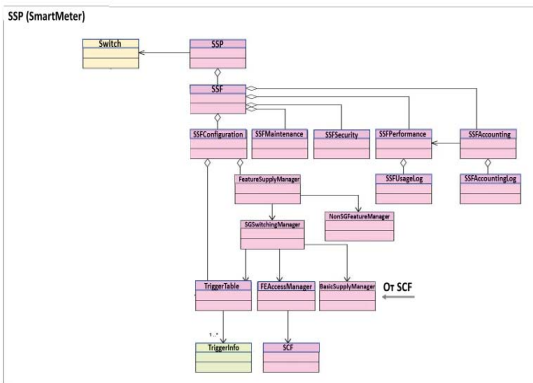 SSP (SmartMeter)
Switch
SSP
SSF
SSFConfiguration
SSFMaintenance
SSFSecurity
SSFPerformance
SSFAccounting
FeatureSupplyManager
SSFUsageLog
SSFAccountingLog
NonSGFeatureManager
SGSwitchingManager
TriggerTable
FEAccessManager
BasicSupplyManager
От SCF
1..*
TriggerInfo
SCF